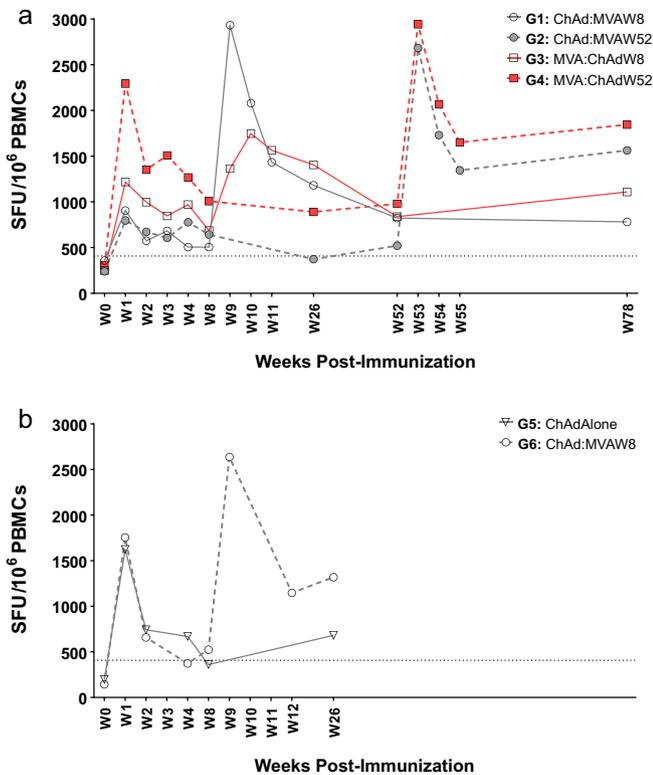 a
G1: ChAd:MVAW8
G2: ChAd:MVAW52
G3: MVA:ChAdW8
G4: MVA:ChAdW52
SFU/10⁶ PBMCs
3000
2500
2000
1500
1000
500
0
W0 W1 W2 W3 W4 W8 W9 W10 W11 W26 W52 W53 W54 W55 W78
Weeks Post-Immunization
b
G5: ChAdAlone
G6: ChAd:MVAW8
SFU/10⁶ PBMCs
3000
2500
2000
1500
1000
500
0
W0 W1 W2 W3 W4 W8 W9 W10 W11 W12 W26
Weeks Post-Immunization